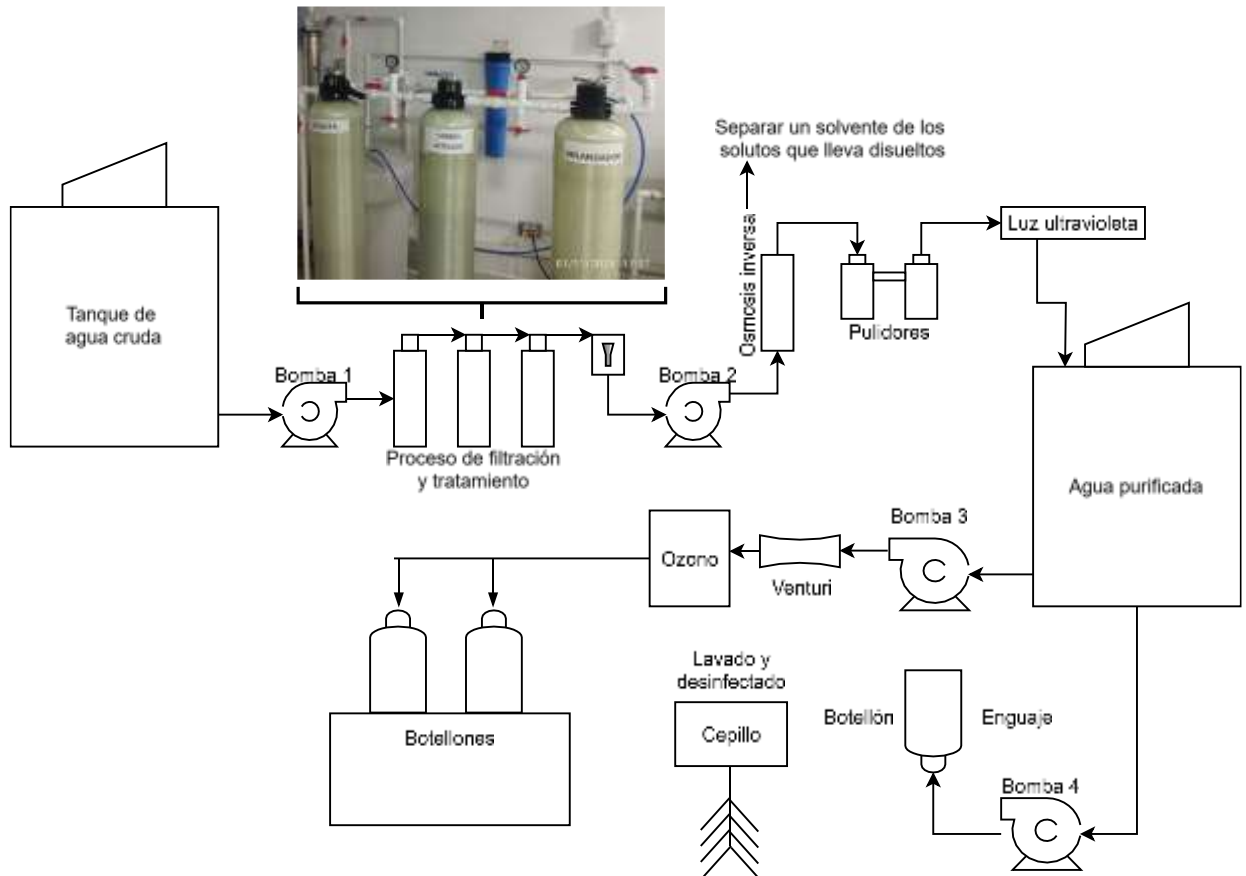 Separar un solvente de los
solutos que lleva disueltos
Osmosis inversa
Luz ultravioleta
Tanque de
agua cruda
Pulidores
Bomba 1
Bomba 2
Proceso de filtración
y tratamiento
Agua purificada
Bomba 3
Ozono
Venturi
Lavado y
desinfectado
Cepillo
Botellones
Botellón
Enguaje
Bomba 4